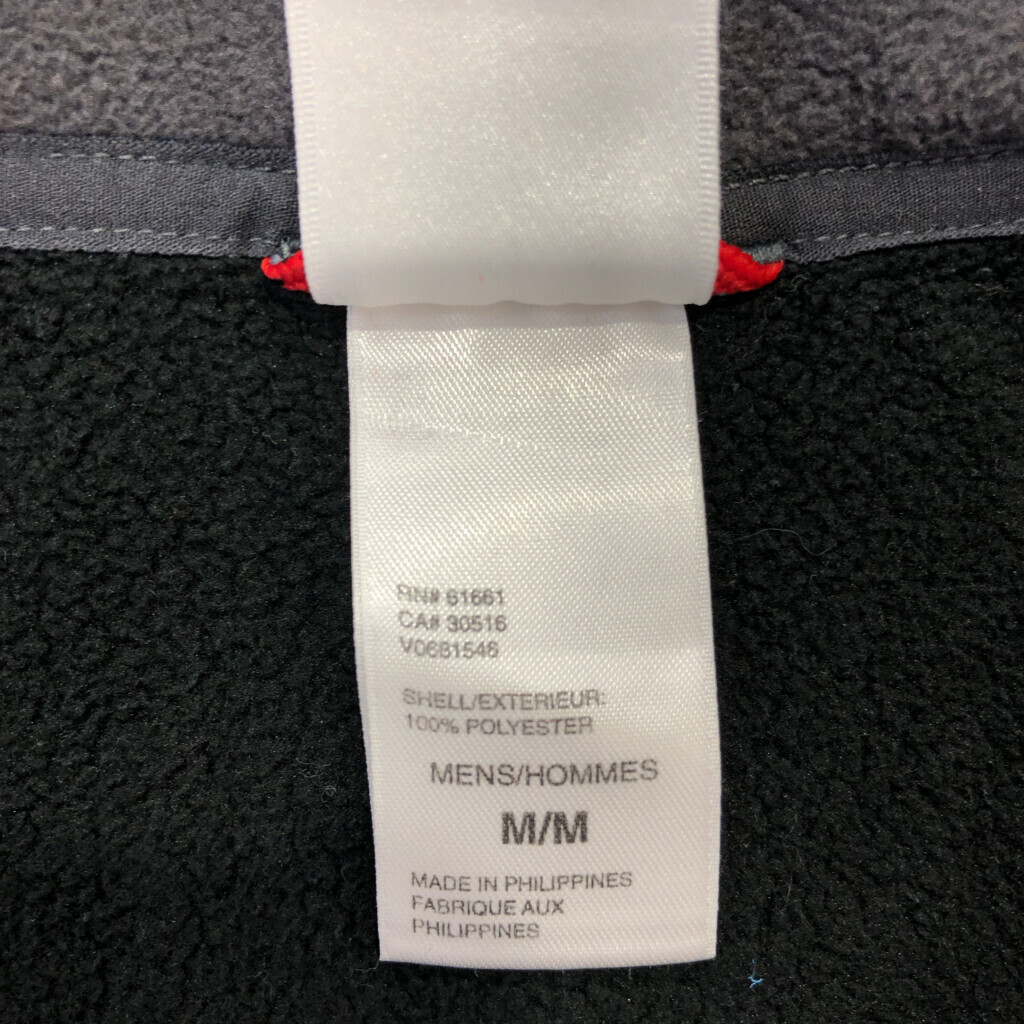 RN# 61661
CA# 30516
V0681546
SHELL/EXTERIEUR:
100% POLYESTER
MENS/HOMMES
M/M
MADE IN PHILIPPINES
FABRIQUE AUX
PHILIPPINES